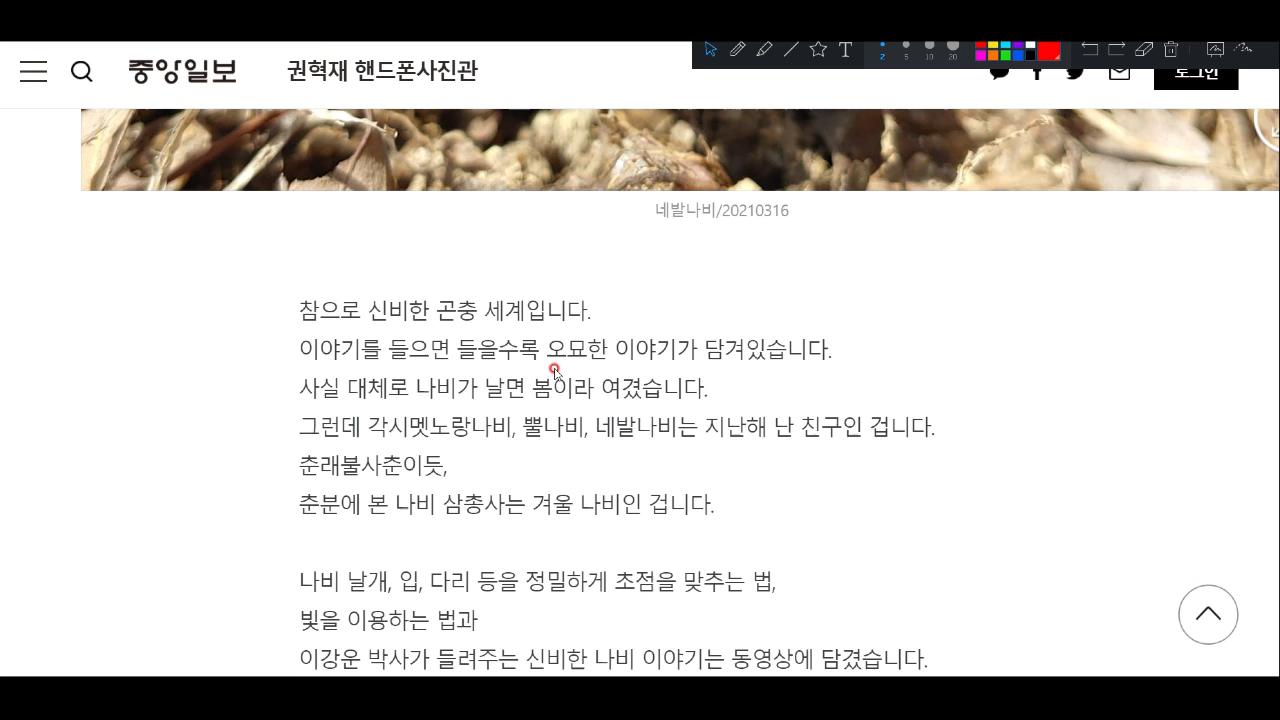 T
2 5 10 20
중앙일보 권혁재 핸드폰사진관
로그인
네발나비/20210316
참으로 신비한 곤충 세계입니다.
이야기를 들으면 들을수록 오묘한 이야기가 담겨있습니다.
사실 대체로 나비가 날면 봄이라 여겼습니다.
그런데 각시멧노랑나비, 뿔나비, 네발나비는 지난해 난 친구인 겁니다.
춘래불사춘이듯,
춘분에 본 나비 삼총사는 겨울 나비인 겁니다.
나비 날개, 입, 다리 등을 정밀하게 초점을 맞추는 법,
빛을 이용하는 법과
이강운 박사가 들려주는 신비한 나비 이야기는 동영상에 담겼습니다.